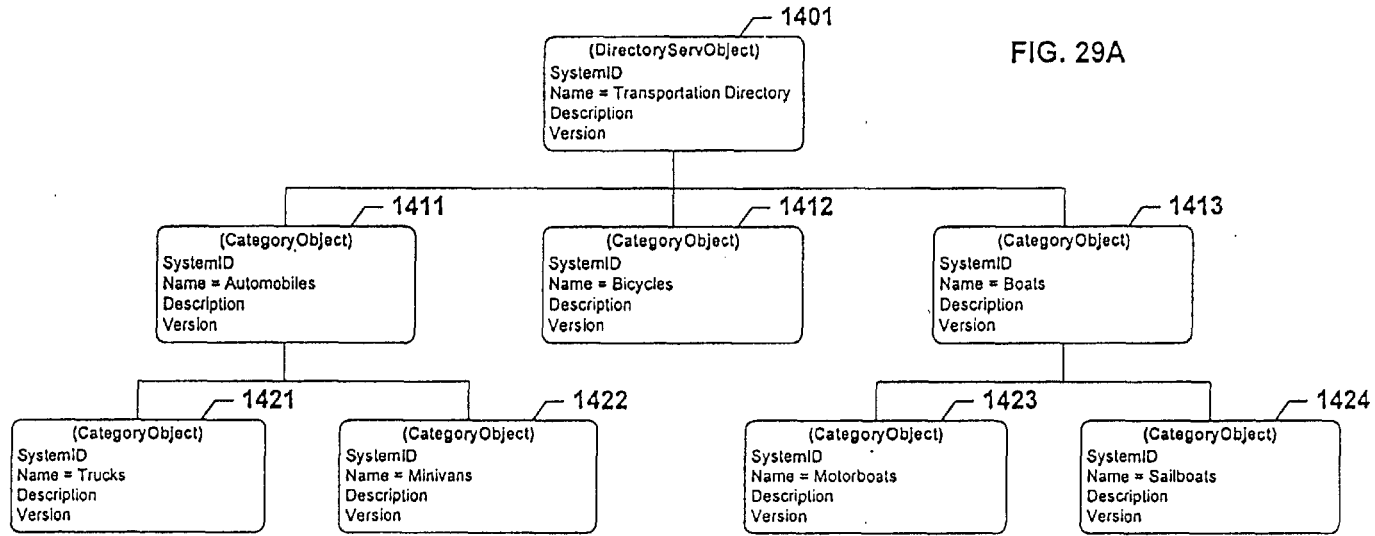 1401
FIG. 29A
(DirectoryServObject)
SystemID
Name = Transportation Directory
Description
Version
1411
(CategoryObject)
SystemID
Name = Automobiles
Description
Version
1412
(CategoryObject)
SystemID
Name = Bicycles
Description
Version
1413
(CategoryObject)
SystemID
Name = Boats
Description
Version
1421
(CategoryObject)
SystemID
Name = Trucks
Description
Version
1422
(CategoryObject)
SystemID
Name = Minivans
Description
Version
1423
(CategoryObject)
SystemID
Name = Motorboats
Description
Version
1424
(CategoryObject)
SystemID
Name = Sailboats
Description
Version